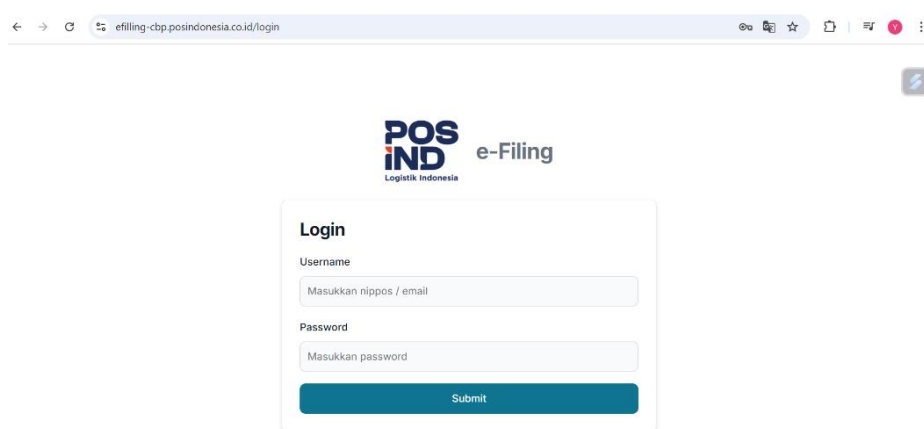 efilling-cbp.posindonesia.co.id/login
Y
POS
IND
Logistik Indonesia
e-Filing
Login
Username
Masukkan nippos / email
Password
Masukkan password
Submit